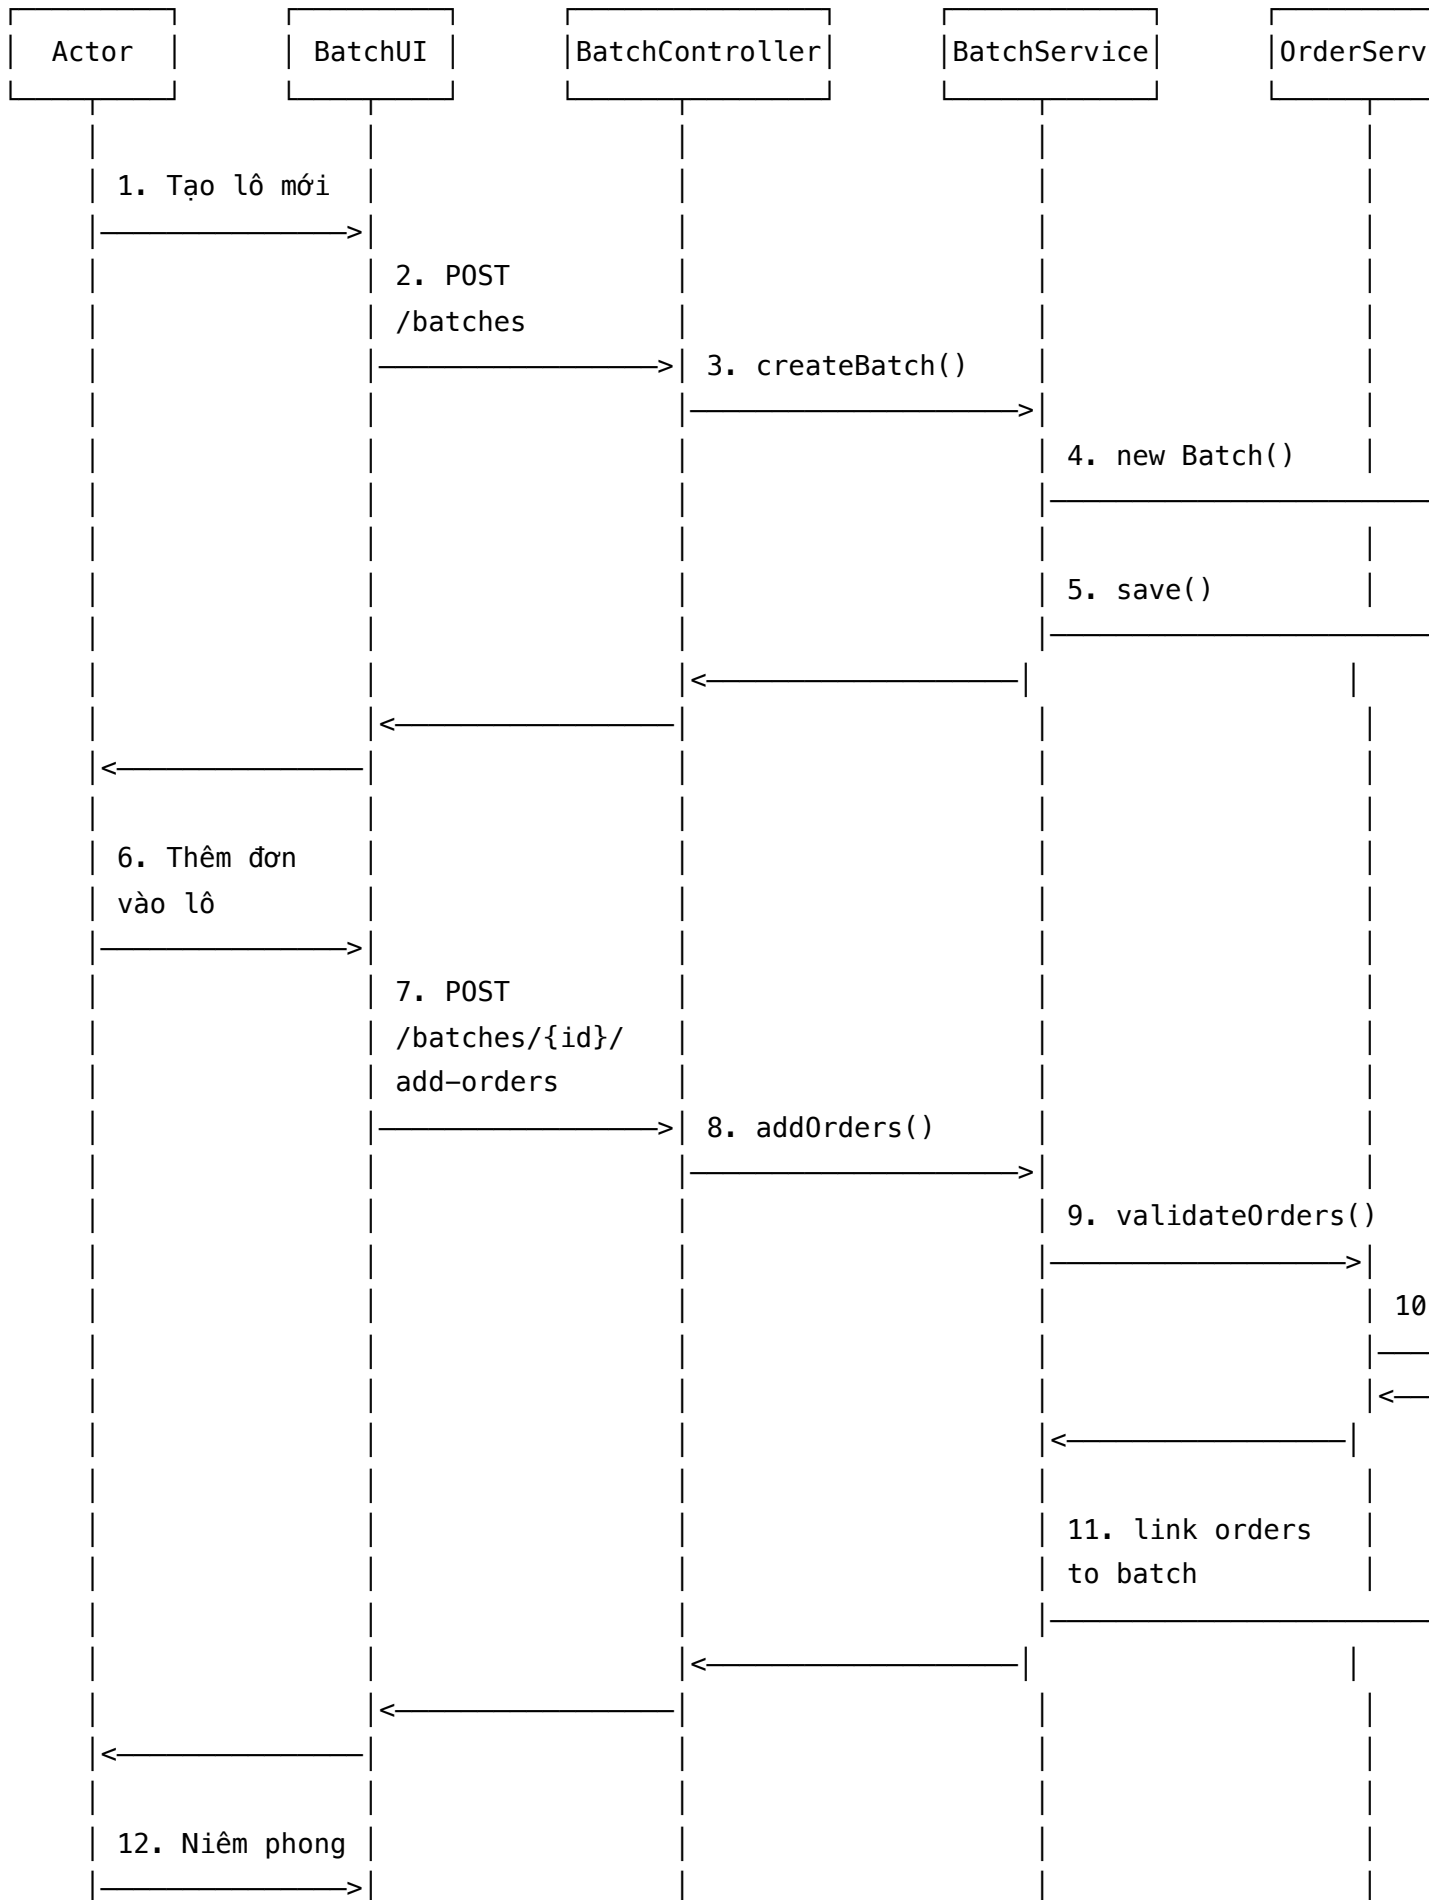 Actor BatchUI BatchController BatchService OrderServ
1. Tạo lô mới
2. POST
/batches
3. createBatch()
4. new Batch()
5. save()
6. Thêm đơn
vào lô
7. POST
/batches/{id}/
add-orders
8. addOrders()
9. validateOrders()
10
11. link orders
to batch
12. Niêm phong